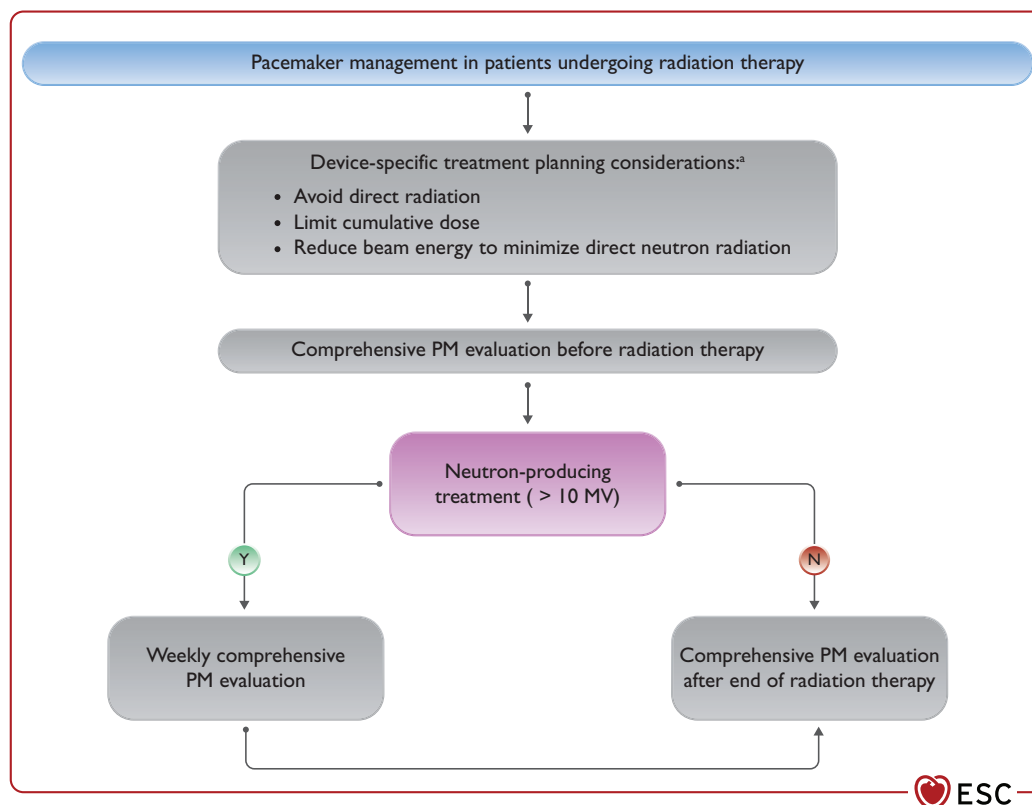 Pacemaker management in patients undergoing radiation therapy
Device-specific treatment planning considerations:ᵃ
• Avoid direct radiation
• Limit cumulative dose
• Reduce beam energy to minimize direct neutron radiation
Comprehensive PM evaluation before radiation therapy
Neutron-producing
treatment ( > 10 MV)
Y
N
Weekly comprehensive
PM evaluation
Comprehensive PM evaluation
after end of radiation therapy
ESC